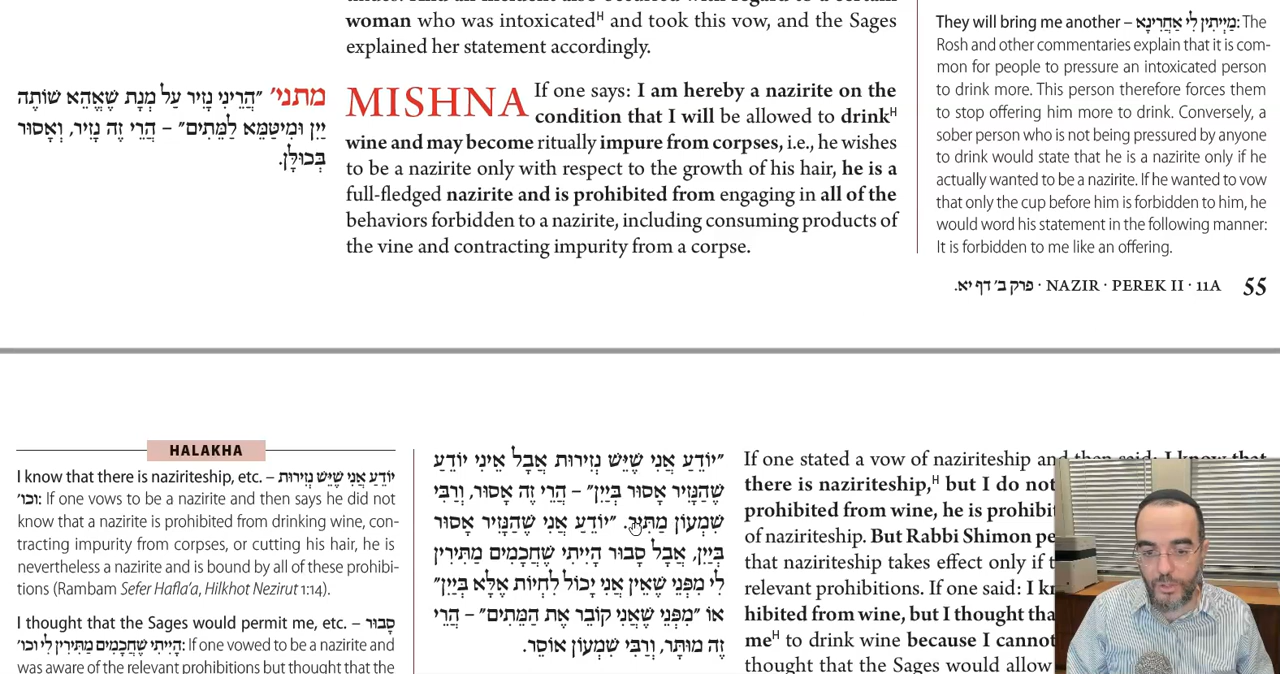 woman who was intoxicatedᴴ and took this vow, and the Sages
explained her statement accordingly.
מתני׳ ״הֲרֵינִי נָזִיר עַל מְנָת שֶׁאֱהֵא שׁוֹתֶה
יַיִן וּמִיטַּמֵּא לַמֵּתִים״ – הֲרֵי זֶה נָזִיר, וְאָסוּר
בְּכוּלָּן.
MISHNA If one says: I am hereby a nazirite on the
condition that I will be allowed to drinkᴴ
wine and may become ritually impure from corpses, i.e., he wishes
to be a nazirite only with respect to the growth of his hair, he is a
full-fledged nazirite and is prohibited from engaging in all of the
behaviors forbidden to a nazirite, including consuming products of
the vine and contracting impurity from a corpse.
They will bring me another – מַיְיתִין לִי אַחֲרִינָא: The
Rosh and other commentaries explain that it is com-
mon for people to pressure an intoxicated person
to drink more. This person therefore forces them
to stop offering him more to drink. Conversely, a
sober person who is not being pressured by anyone
to drink would state that he is a nazirite only if he
actually wanted to be a nazirite. If he wanted to vow
that only the cup before him is forbidden to him, he
would word his statement in the following manner:
It is forbidden to me like an offering.
פרק ב׳ דף יא. · NAZIR · PEREK II · 11A 55
HALAKHA
I know that there is naziriteship, etc. – יוֹדֵעַ אֲנִי שֶׁיֵּשׁ נְזִירוּת
וכו׳: If one vows to be a nazirite and then says he did not
know that a nazirite is prohibited from drinking wine, con-
tracting impurity from corpses, or cutting his hair, he is
nevertheless a nazirite and is bound by all of these prohibi-
tions (Rambam Sefer Hafla'a, Hilkhot Nezirut 1:14).
I thought that the Sages would permit me, etc. – סָבוּר
הָיִיתִי שֶׁחֲכָמִים מַתִּירִין לִי וכו׳: If one vowed to be a nazirite and
was aware of the relevant prohibitions but thought that the
״יוֹדֵעַ אֲנִי שֶׁיֵּשׁ נְזִירוּת אֲבָל אֵינִי יוֹדֵעַ
שֶׁהַנָּזִיר אָסוּר בְּיַיִן״ – הֲרֵי זֶה אָסוּר, וְרַבִּי
שִׁמְעוֹן מַתִּיר. ״יוֹדֵעַ אֲנִי שֶׁהַנָּזִיר אָסוּר
בְּיַיִן, אֲבָל סָבוּר הָיִיתִי שֶׁחֲכָמִים מַתִּירִין
לִי מִפְּנֵי שֶׁאֵין אֲנִי יָכוֹל לִחְיוֹת אֶלָּא בְּיַיִן״
אוֹ ״מִפְּנֵי שֶׁאֲנִי קוֹבֵר אֶת הַמֵּתִים״ – הֲרֵי
זֶה מוּתָּר, וְרַבִּי שִׁמְעוֹן אוֹסֵר.
If one stated a vow of naziriteship and then said: I know that
there is naziriteship,ᴴ but I do not
prohibited from wine, he is
of naziriteship. But Rabbi Shimon
that naziriteship takes effect only if
relevant prohibitions. If one said: I
from wine, but I thought
meᴴ to drink wine because I cannot
thought that the Sages would allow